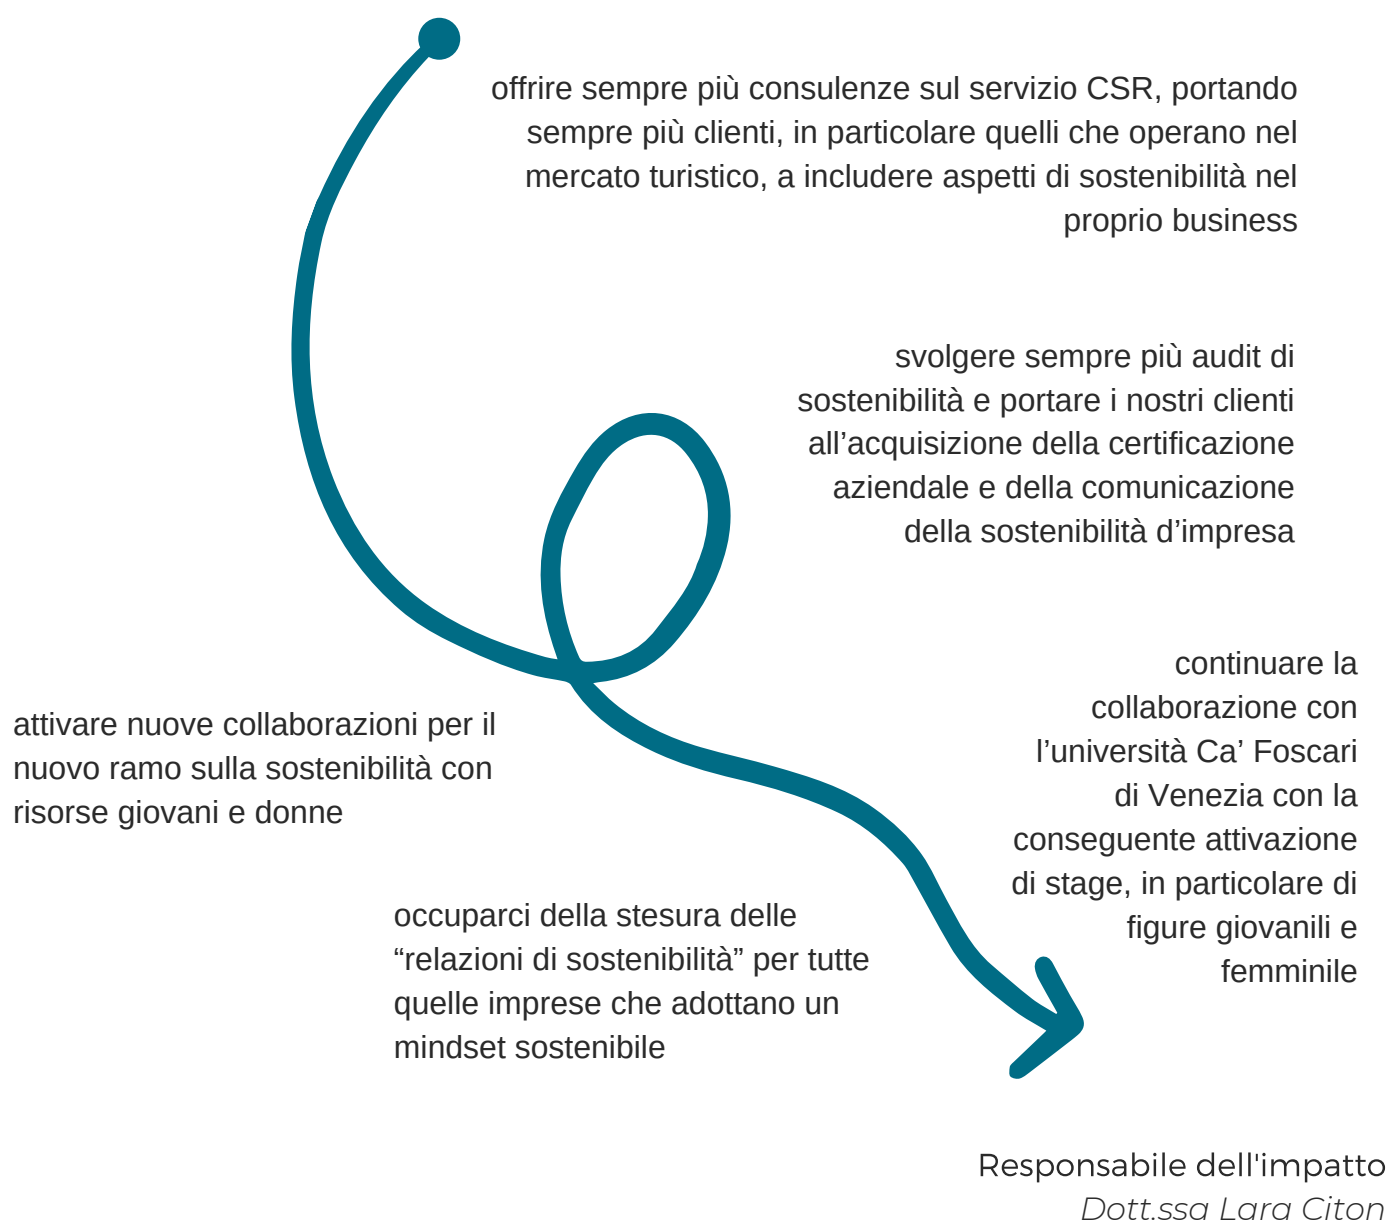 offrire sempre più consulenze sul servizio CSR, portando
sempre più clienti, in particolare quelli che operano nel
mercato turistico, a includere aspetti di sostenibilità nel
proprio business
svolgere sempre più audit di
sostenibilità e portare i nostri clienti
all’acquisizione della certificazione
aziendale e della comunicazione
della sostenibilità d’impresa
attivare nuove collaborazioni per il
nuovo ramo sulla sostenibilità con
risorse giovani e donne
continuare la
collaborazione con
l’università Ca’ Foscari
di Venezia con la
conseguente attivazione
di stage, in particolare di
figure giovanili e
femminile
occuparci della stesura delle
“relazioni di sostenibilità” per tutte
quelle imprese che adottano un
mindset sostenibile
Responsabile dell'impatto
Dott.ssa Lara Citon